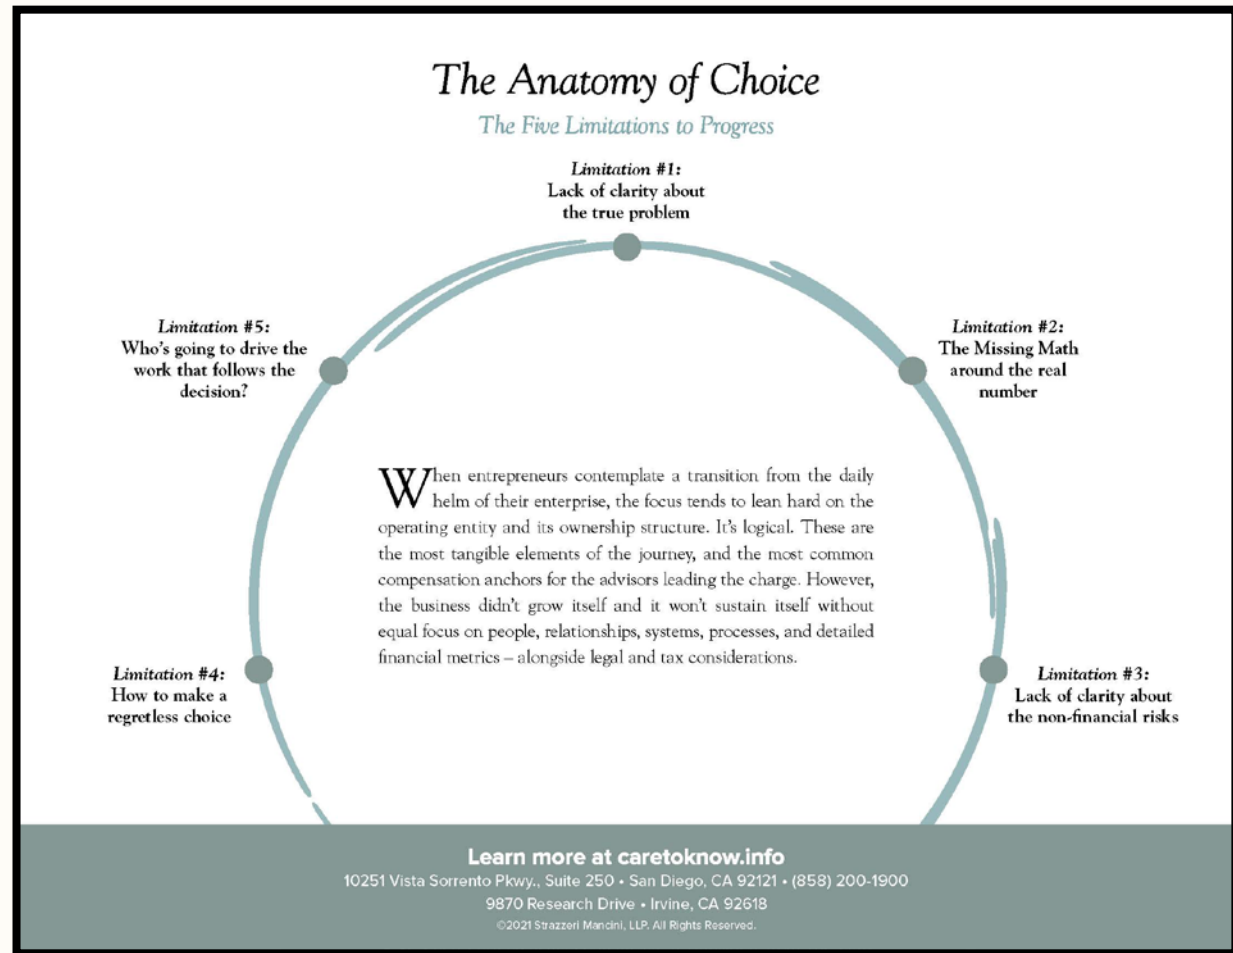 The Anatomy of Choice
The Five Limitations to Progress
Limitation #1:
Lack of clarity about
the true problem
Limitation #2:
The Missing Math
around the real
number
Limitation #3:
Lack of clarity about
the non-financial risks
Limitation #4:
How to make a
regretless choice
Limitation #5:
Who's going to drive the
work that follows the
decision?
When entrepreneurs contemplate a transition from the daily
helm of their enterprise, the focus tends to lean hard on the
operating entity and its ownership structure. It's logical. These are
the most tangible elements of the journey, and the most common
compensation anchors for the advisors leading the charge. However,
the business didn't grow itself and it won't sustain itself without
equal focus on people, relationships, systems, processes, and detailed
financial metrics – alongside legal and tax considerations.
Learn more at caretoknow.info
10251 Vista Sorrento Pkwy., Suite 250 • San Diego, CA 92121 • (858) 200-1900
9870 Research Drive • Irvine, CA 92618
©2021 Strazzeri Mancini, LLP. All Rights Reserved.